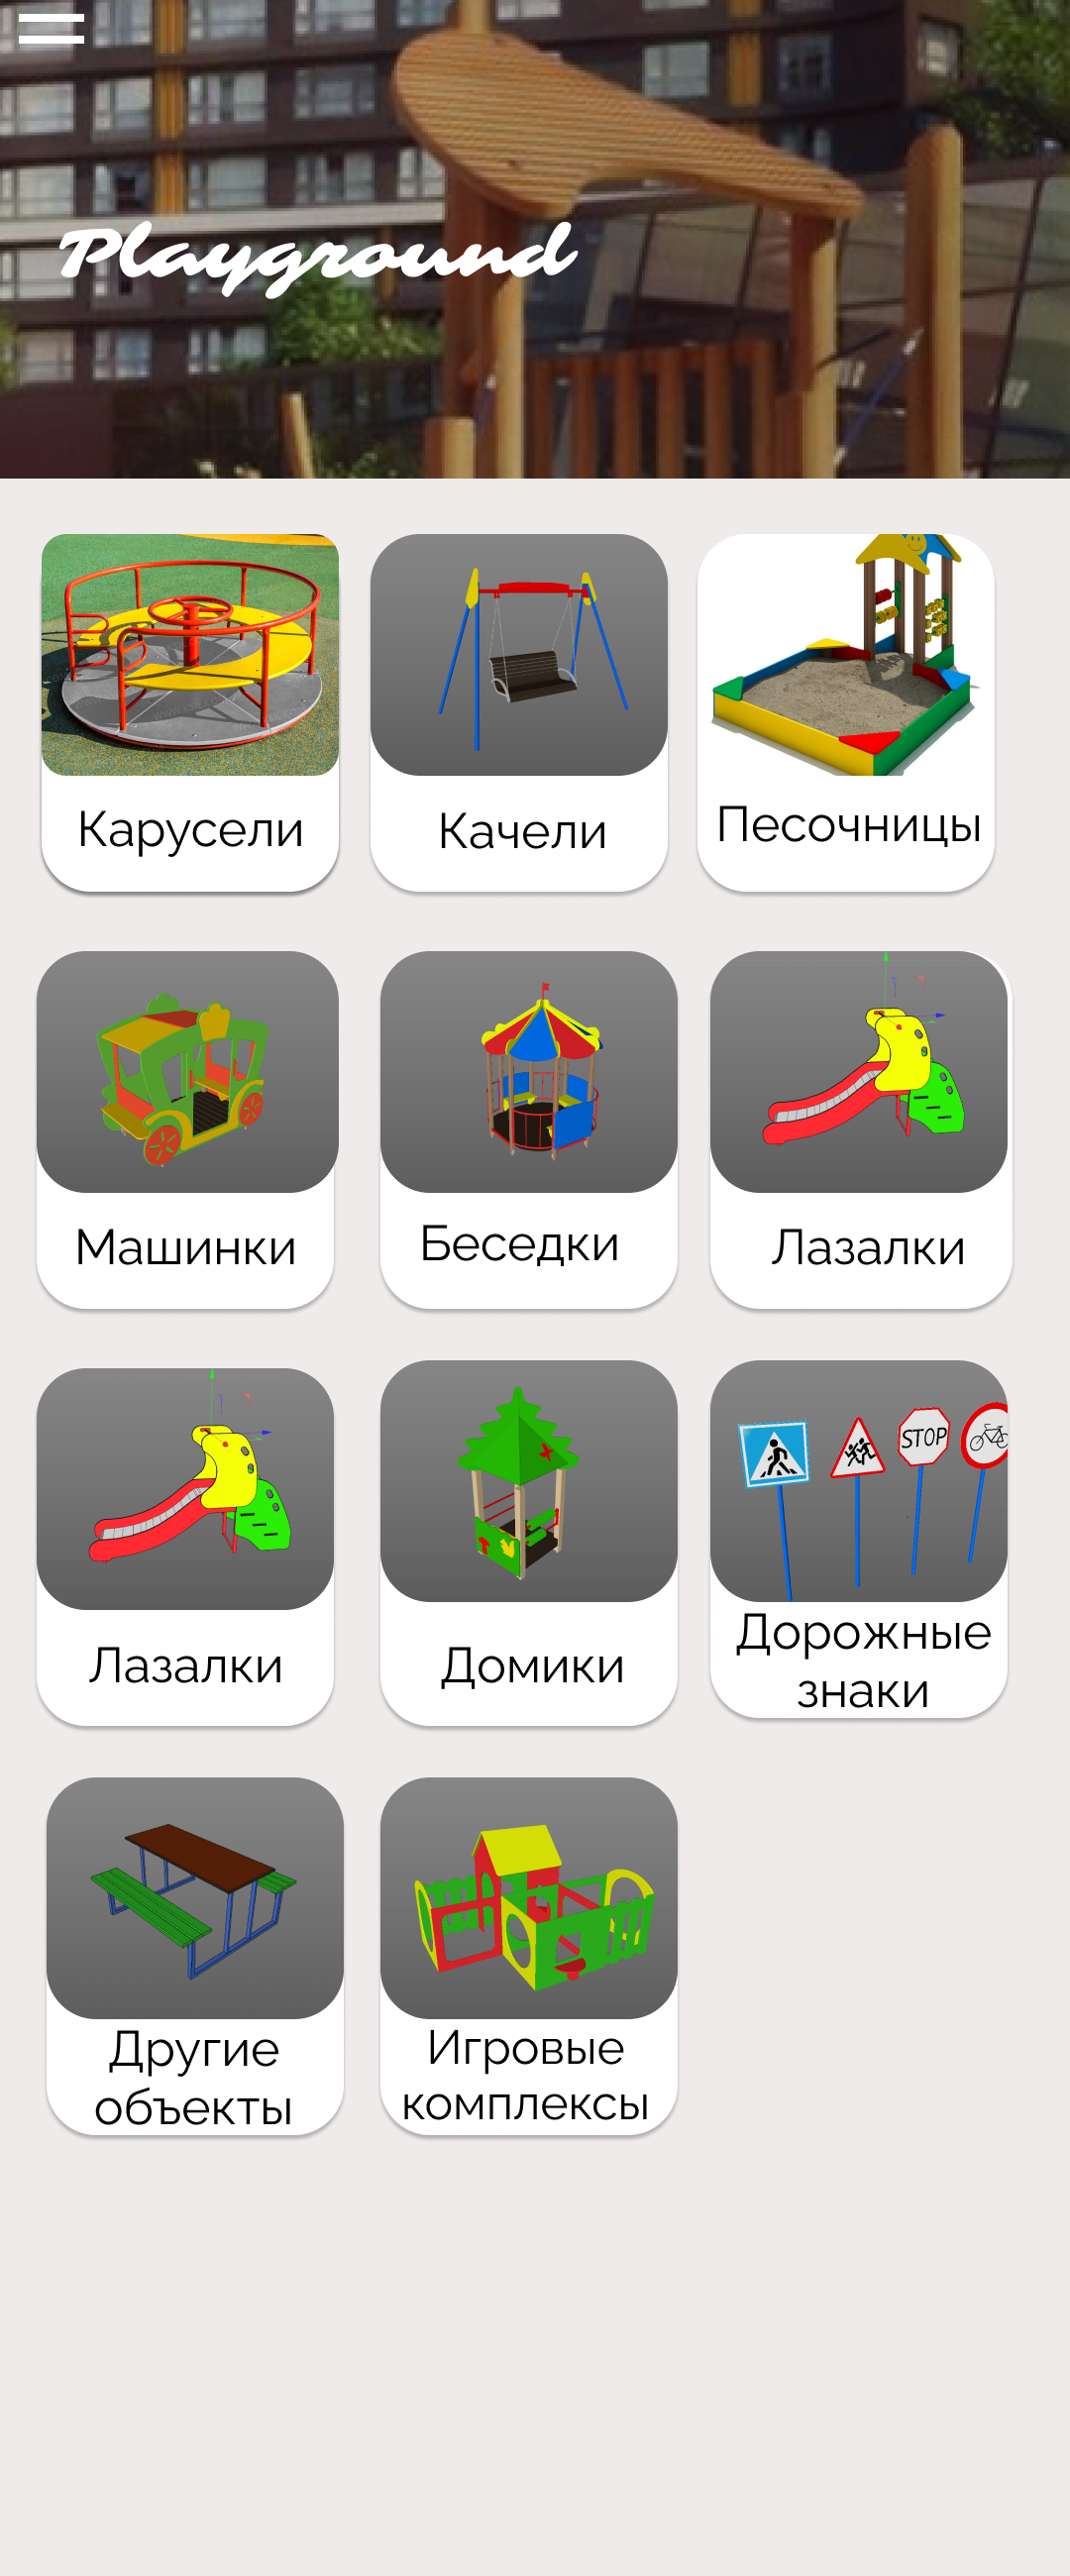 Playground
Карусели
Качели
Песочницы
Машинки
Беседки
Лазалки
Лазалки
Домики
STOP
Дорожные
знаки
Другие
объекты
Игровые
комплексы